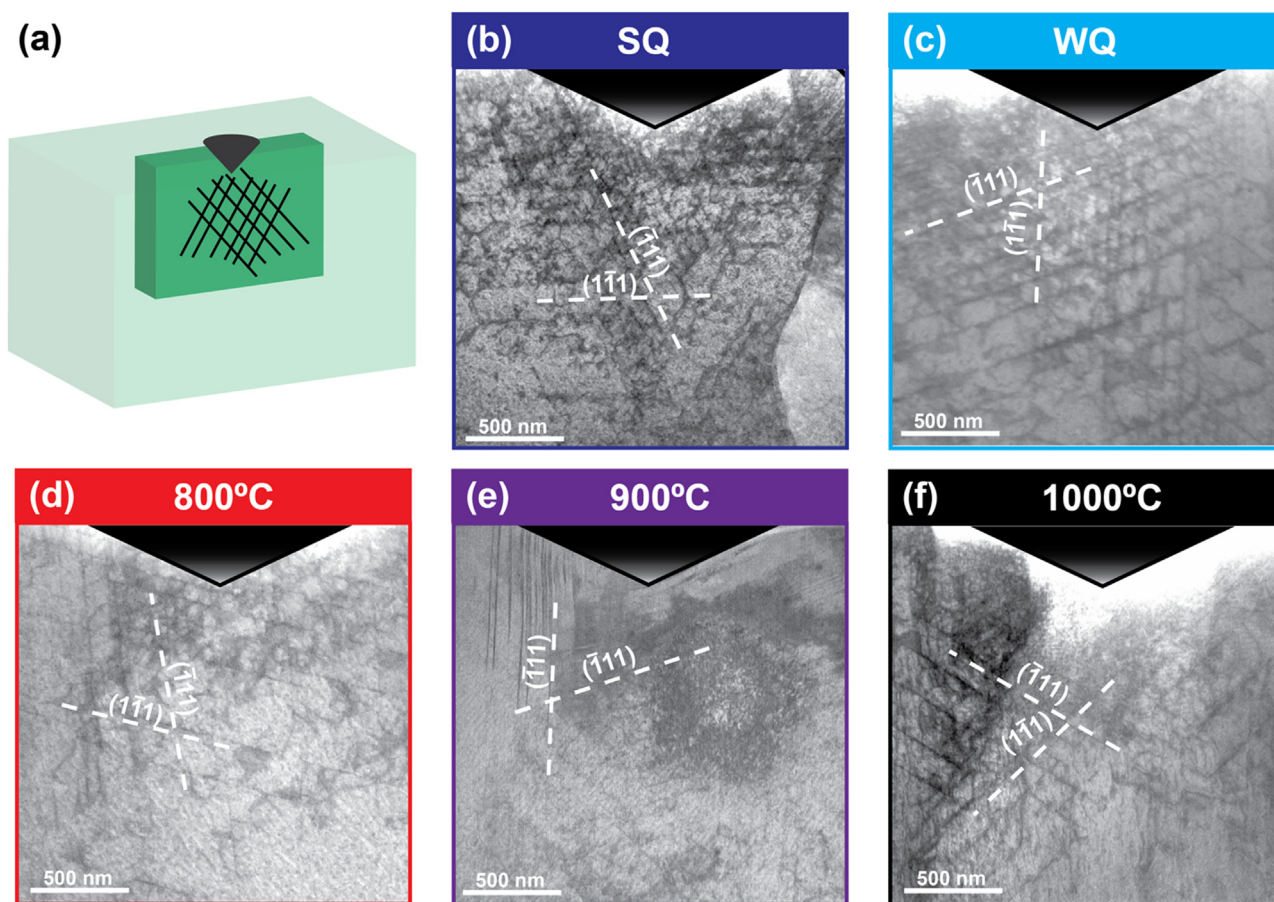 (a)
(b) SQ
(1̄11)
(11̄1)
500 nm
(c) WQ
(1̄11)
(11̄1)
500 nm
(d) 800ºC
(1̄11)
(11̄1)
500 nm
(e) 900ºC
(1̄11)
(1̄11)
500 nm
(f) 1000ºC
(1̄11)
(11̄1)
500 nm